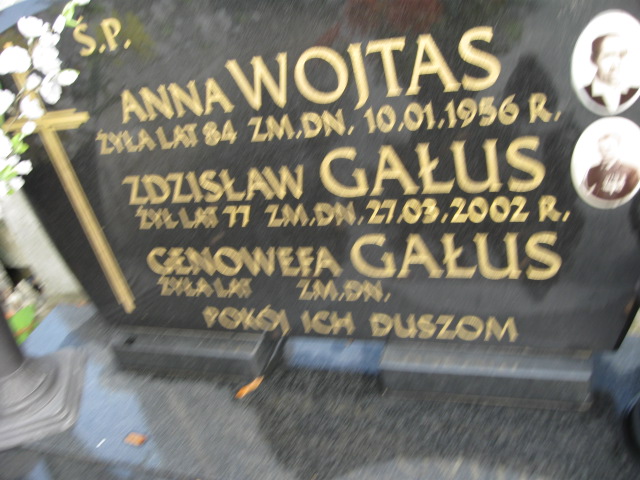 Ś.P.
ANNA WOJTAS
ŻYŁA LAT 84 ZM.DN. 10.01.1956 R.
ZDZISŁAW GAŁUS
ŻYŁ LAT 77 ZM.DN. 27.03.2002 R.
GENOWEFA GAŁUS
ŻYŁA LAT ZM.DN.
POKÓJ ICH DUSZOM